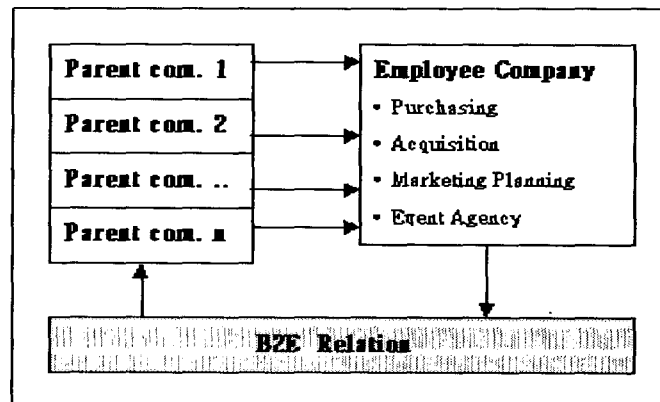 Parent com. 1
Parent com. 2
Parent com. ..
Parent com. n
Employee Company
• Purchasing
• Acquisition
• Marketing Planning
• Event Agency
B2E Relation